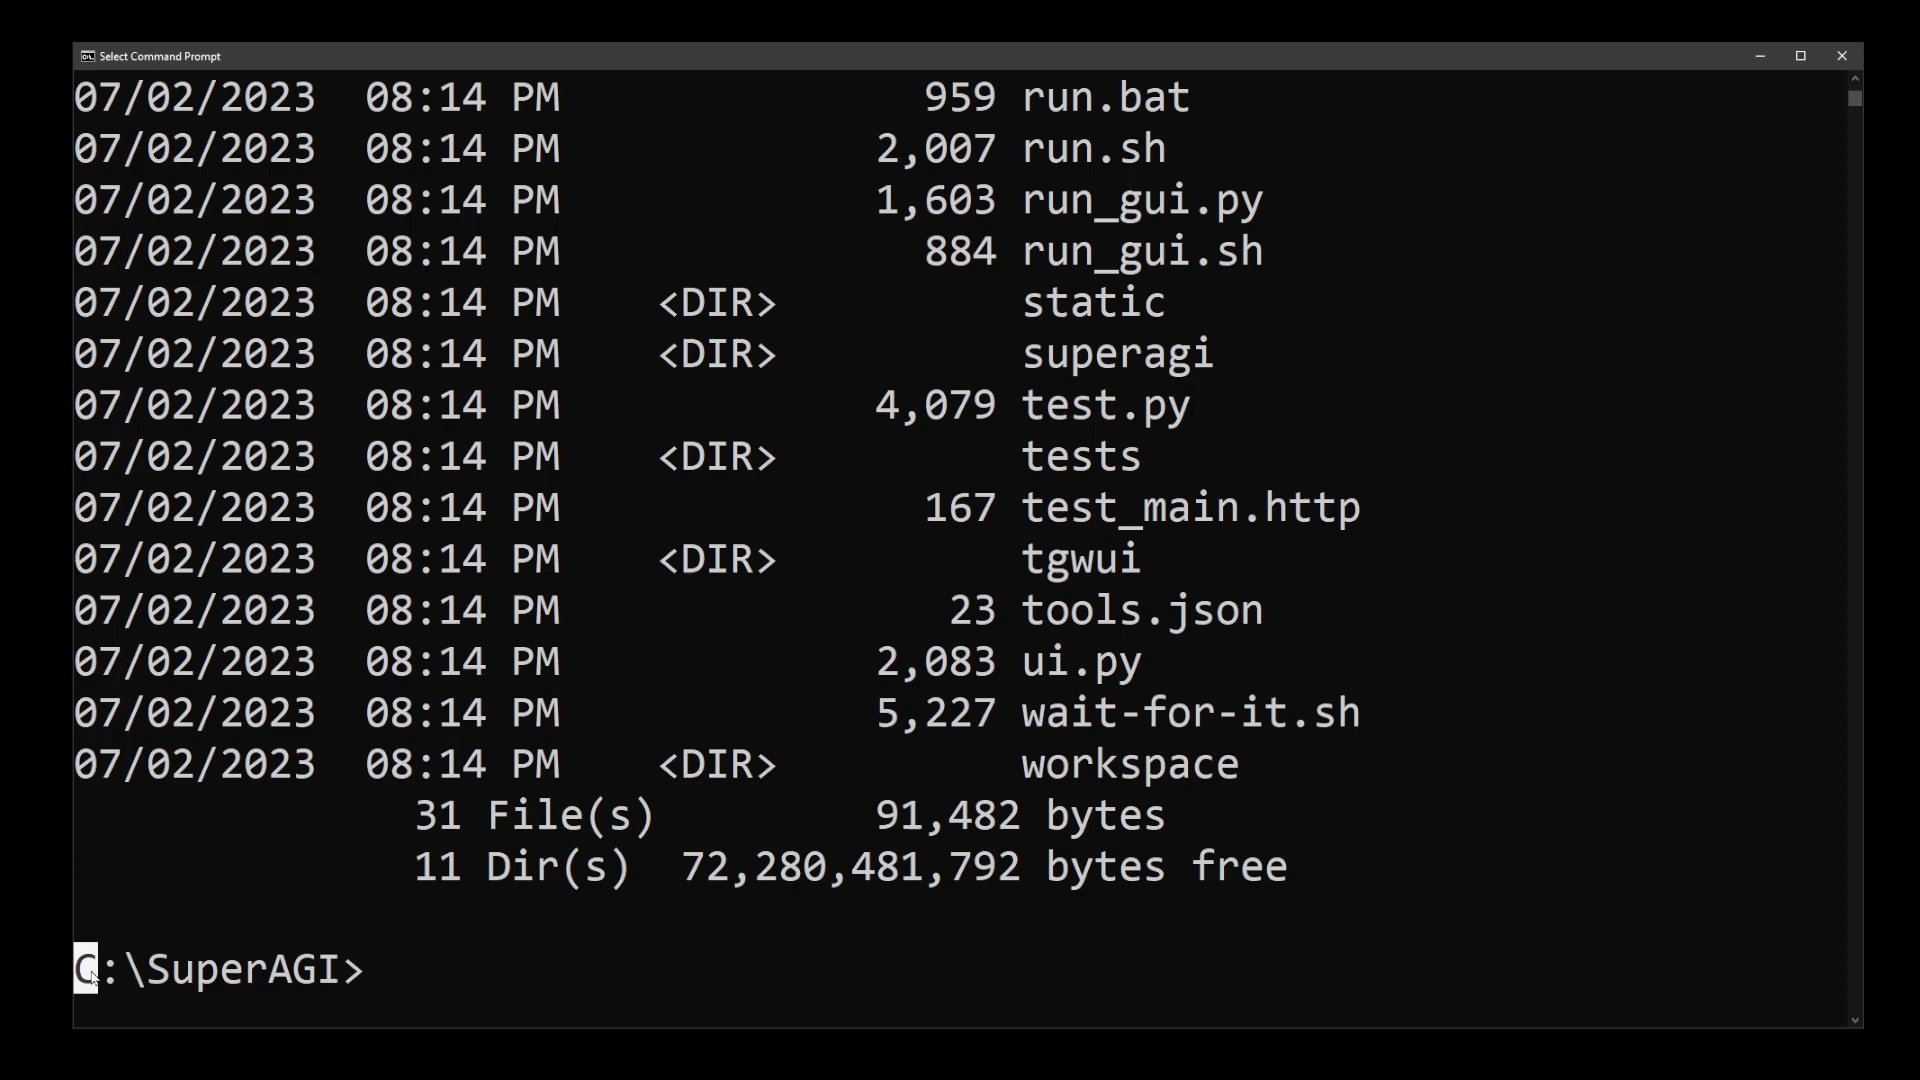 Select Command Prompt
07/02/2023  08:14 PM               959 run.bat
07/02/2023  08:14 PM             2,007 run.sh
07/02/2023  08:14 PM             1,603 run_gui.py
07/02/2023  08:14 PM               884 run_gui.sh
07/02/2023  08:14 PM    <DIR>          static
07/02/2023  08:14 PM    <DIR>          superagi
07/02/2023  08:14 PM             4,079 test.py
07/02/2023  08:14 PM    <DIR>          tests
07/02/2023  08:14 PM               167 test_main.http
07/02/2023  08:14 PM    <DIR>          tgwui
07/02/2023  08:14 PM                23 tools.json
07/02/2023  08:14 PM             2,083 ui.py
07/02/2023  08:14 PM             5,227 wait-for-it.sh
07/02/2023  08:14 PM    <DIR>          workspace
              31 File(s)         91,482 bytes
              11 Dir(s)  72,280,481,792 bytes free
C:\SuperAGI>